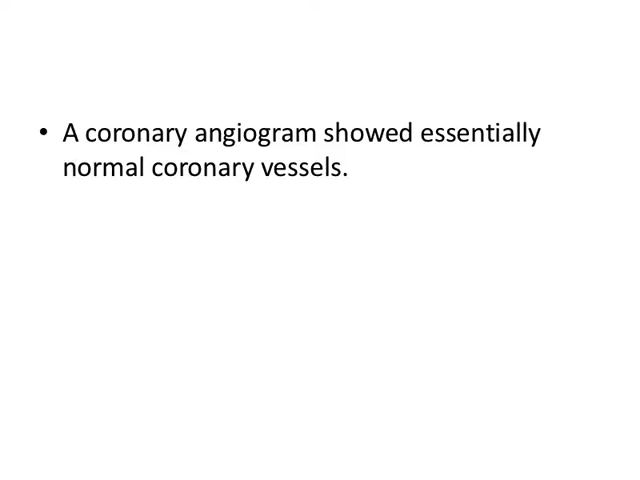 • A coronary angiogram showed essentially
normal coronary vessels.